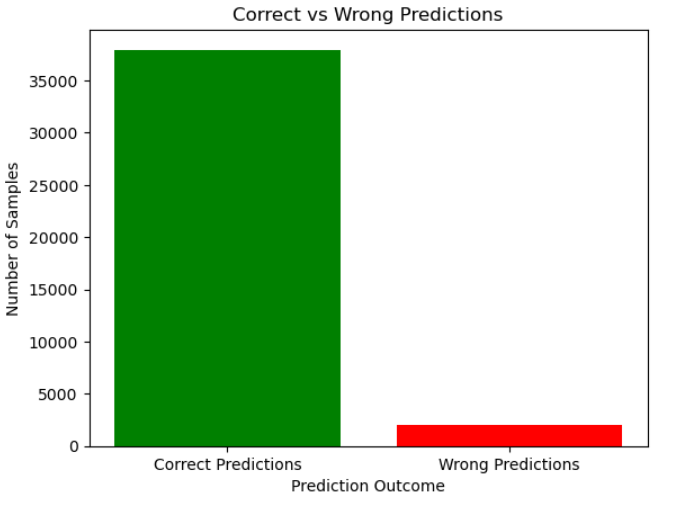 Correct vs Wrong Predictions
Number of Samples
35000
30000
25000
20000
15000
10000
5000
0
Correct Predictions
Wrong Predictions
Prediction Outcome